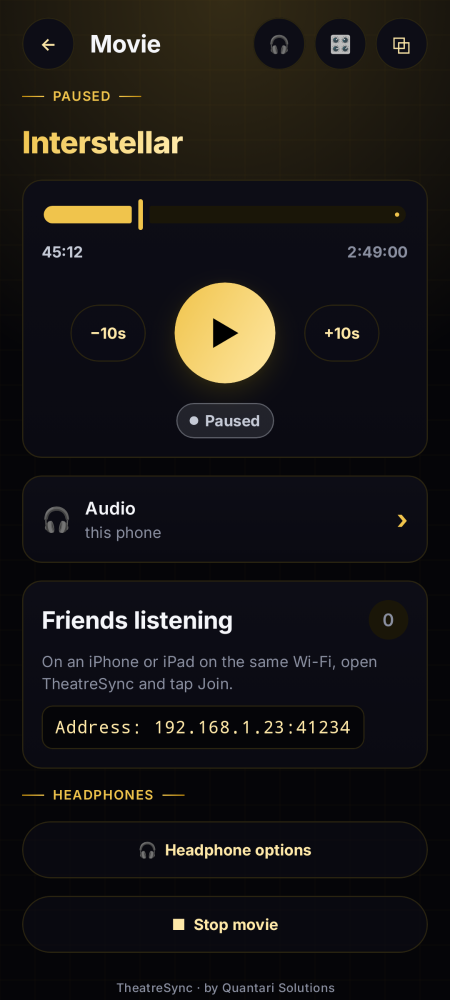 Movie
PAUSED
Interstellar
45:12
2:49:00
−10s
+10s
Paused
Audio
this phone
Friends listening
0
On an iPhone or iPad on the same Wi-Fi, open
TheatreSync and tap Join.
Address: 192.168.1.23:41234
HEADPHONES
Headphone options
Stop movie
TheatreSync · by Quantari Solutions